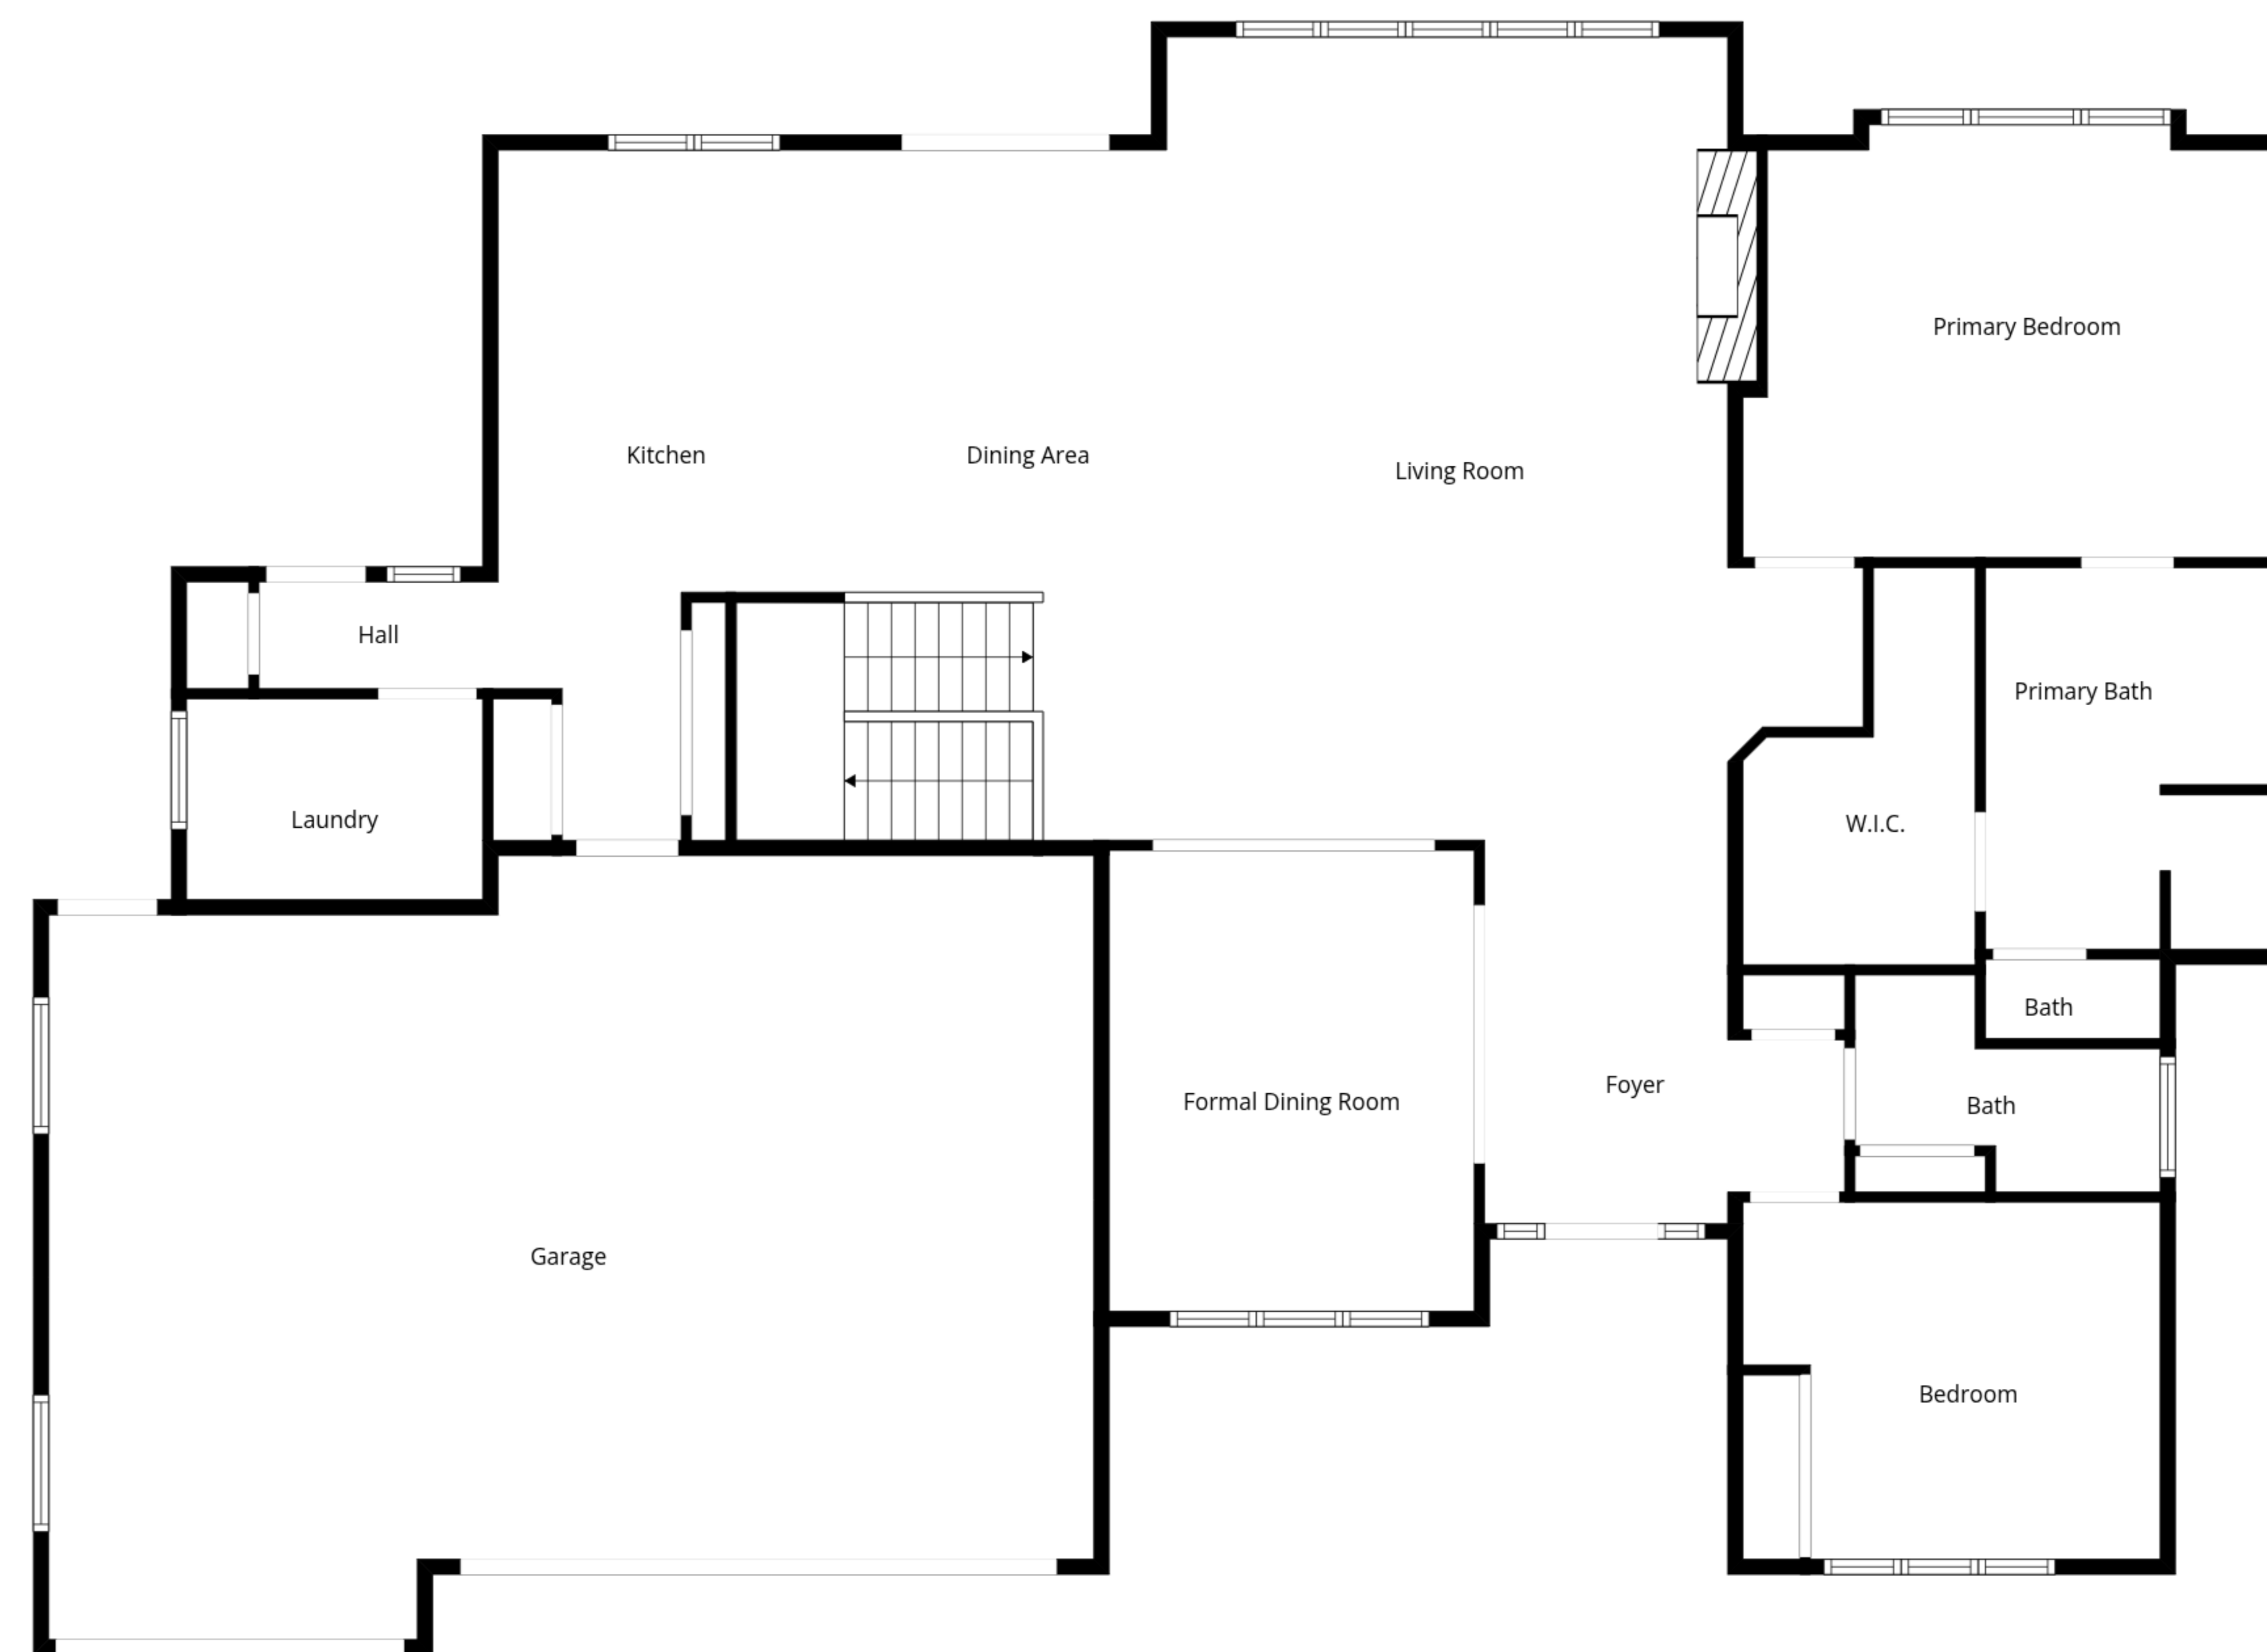 Primary Bedroom
Kitchen
Dining Area
Living Room
Hall
Primary Bath
Laundry
W.I.C.
Bath
Foyer
Formal Dining Room
Bath
Garage
Bedroom